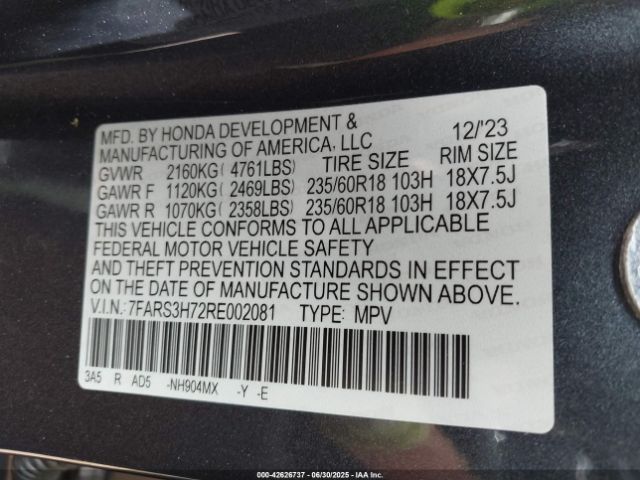 MFD. BY HONDA DEVELOPMENT & 12/'23
MANUFACTURING OF AMERICA, LLC
GVWR 2160KG( 4761LBS) TIRE SIZE RIM SIZE
GAWR F 1120KG( 2469LBS) 235/60R18 103H 18X7.5J
GAWR R 1070KG( 2358LBS) 235/60R18 103H 18X7.5J
THIS VEHICLE CONFORMS TO ALL APPLICABLE
FEDERAL MOTOR VEHICLE SAFETY
AND THEFT PREVENTION STANDARDS IN EFFECT
ON THE DATE OF MANUFACTURE SHOWN ABOVE.
V.I.N.: 7FARS3H72RE002081 TYPE: MPV
3A5 R AD5 -NH904MX -Y -E
© 42626737 - 06/30/2025 - IAA Inc.